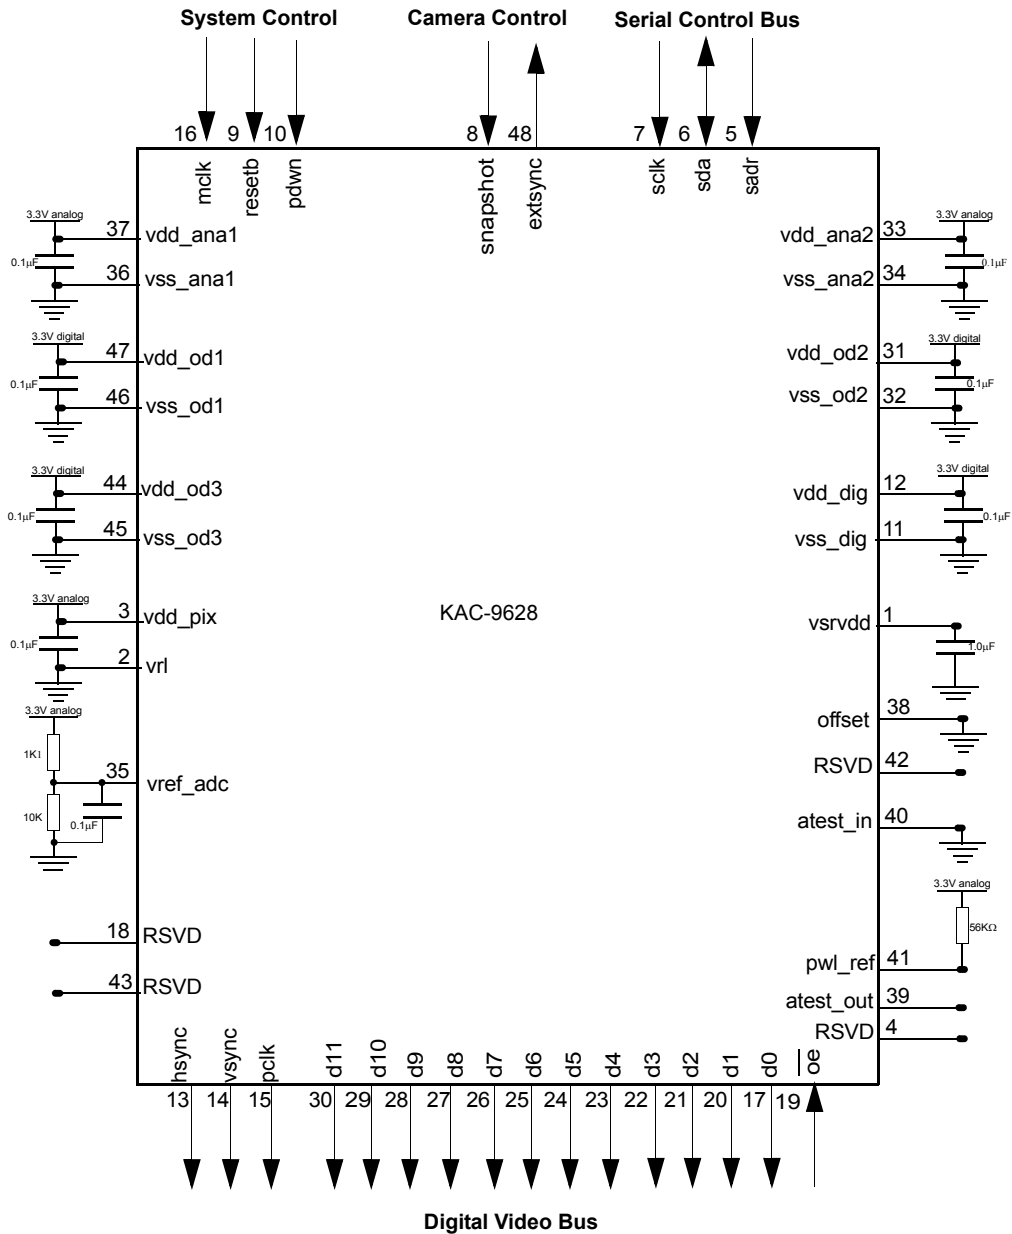 System Control Camera Control Serial Control Bus
16 9 10 8 48 7 6 5
mclk resetb pdwn snapshot extsync sclk sda sadr
3.3V analog 37 vdd_ana1
0.1µF
36 vss_ana1
3.3V digital 47 vdd_od1
0.1µF
46 vss_od1
3.3V digital 44 vdd_od3
0.1µF
45 vss_od3
3.3V analog 3 vdd_pix
0.1µF
2 vrl
3.3V analog
1K1
35 vref_adc
10K
0.1µF
18 RSVD
43 RSVD
KAC-9628
vdd_ana2 33 3.3V analog
0.1µF
vss_ana2 34
vdd_od2 31 3.3V digital
0.1µF
vss_od2 32
vdd_dig 12 3.3V digital
0.1µF
vss_dig 11
vsrvdd 1
1.0µF
offset 38
RSVD 42
atest_in 40
3.3V analog
56KΩ
pwl_ref 41
atest_out 39
RSVD 4
hsync vsync pclk d11 d10 d9 d8 d7 d6 d5 d4 d3 d2 d1 d0 oe
13 14 15 30 29 28 27 26 25 24 23 22 21 20 17 19
Digital Video Bus